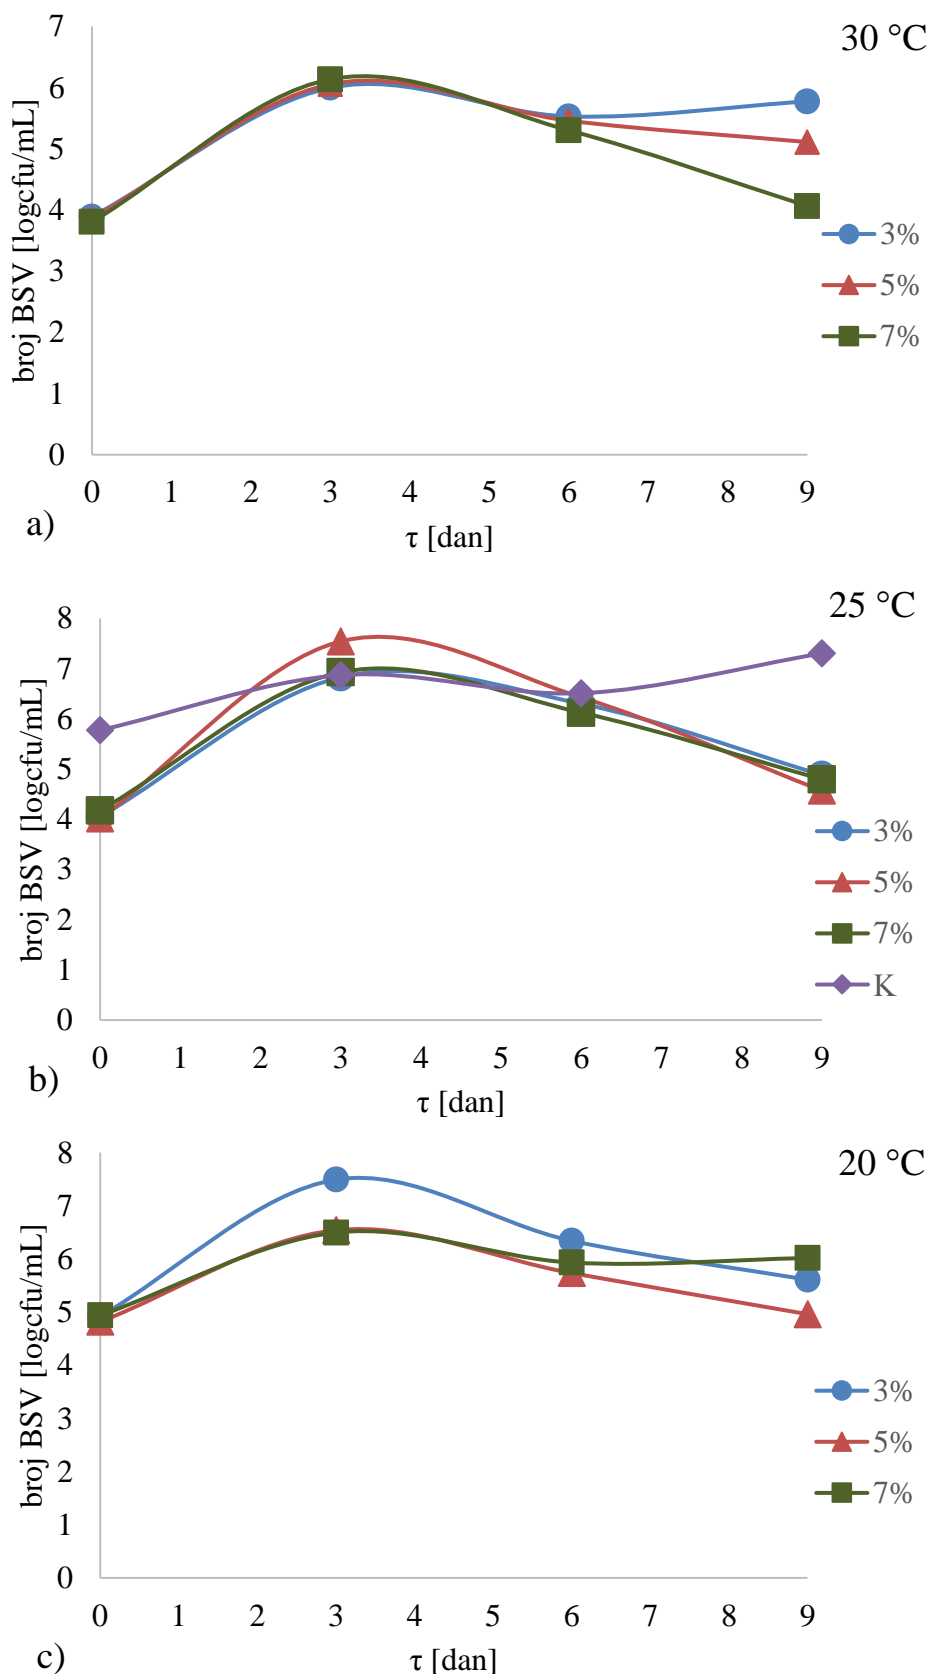 30 °C
7
6
5
4
3
2
1
0
broj BSV [logcfu/mL]
3%
5%
7%
0 1 2 3 4 5 6 7 8 9
τ [dan]
a)
25 °C
8
7
6
5
4
3
2
1
0
broj BSV [logcfu/mL]
3%
5%
7%
K
0 1 2 3 4 5 6 7 8 9
τ [dan]
b)
20 °C
8
7
6
5
4
3
2
1
0
broj BSV [logcfu/mL]
3%
5%
7%
0 1 2 3 4 5 6 7 8 9
τ [dan]
c)